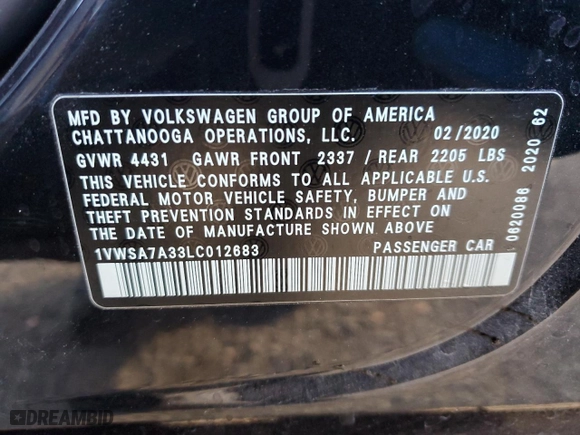 MFD BY VOLKSWAGEN GROUP OF AMERICA
CHATTANOOGA OPERATIONS, LLC. 02/2020
GVWR 4431 GAWR FRONT 2337 / REAR 2205 LBS
THIS VEHICLE CONFORMS TO ALL APPLICABLE U.S.
FEDERAL MOTOR VEHICLE SAFETY, BUMPER AND
THEFT PREVENTION STANDARDS IN EFFECT ON
THE DATE OF MANUFACTURE SHOWN ABOVE
1VWSA7A33LC012683 PASSENGER CAR
0620086 2020 62
DREAMBID